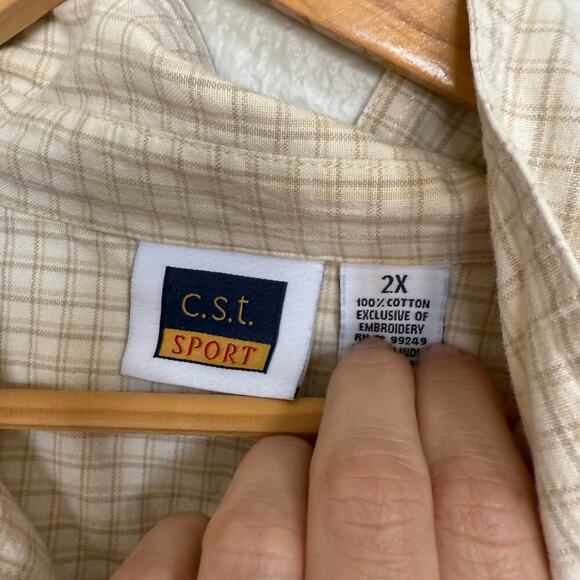 c.s.t.
SPORT
2X
100% COTTON
EXCLUSIVE OF
EMBROIDERY
99249